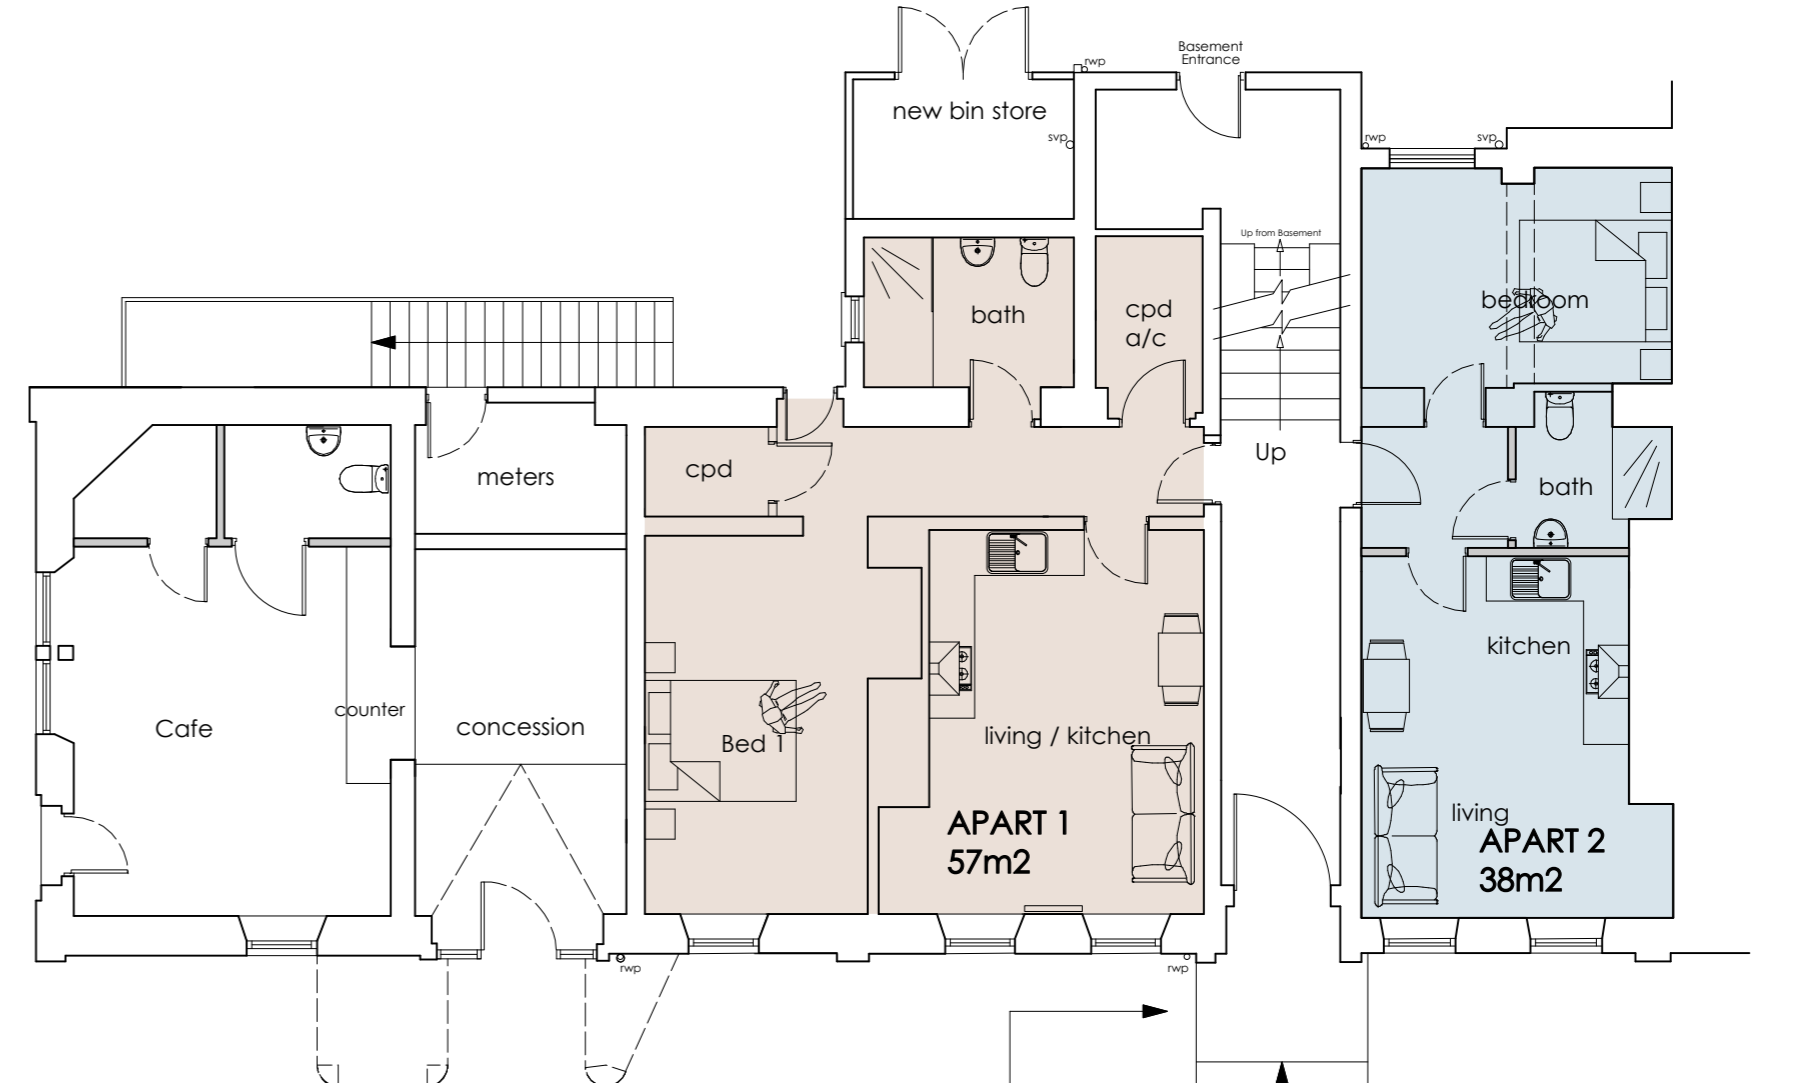 Basement
Entrance
rwp
new bin store
svp
rwp
svp
Up from Basement
bath
cpd
a/c
bedroom
Up
cpd
meters
bath
kitchen
Cafe
counter
concession
Bed 1
living / kitchen
living
APART 1
57m2
APART 2
38m2
rwp
rwp